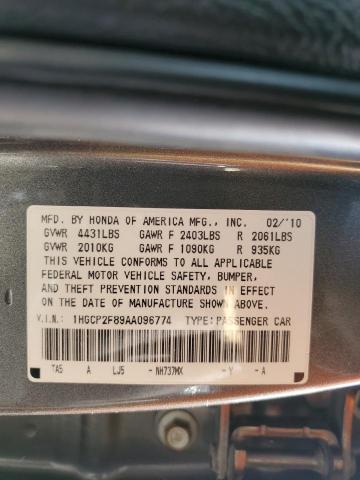 MFD. BY HONDA OF AMERICA MFG., INC. 02/10
GVWR 4431LBS GAWR F 2403LBS R 2061LBS
GVWR 2010KG GAWR F 1090KG R 935KG
THIS VEHICLE CONFORMS TO ALL APPLICABLE
FEDERAL MOTOR VEHICLE SAFETY, BUMPER,
AND THEFT PREVENTION STANDARDS IN EFFECT
ON THE DATE OF MANUFACTURE SHOWN ABOVE.
V.I.N.: 1HGCP2F89AA096774 TYPE: PASSENGER CAR
TA5 A LJ5 -NH737MX -Y -A